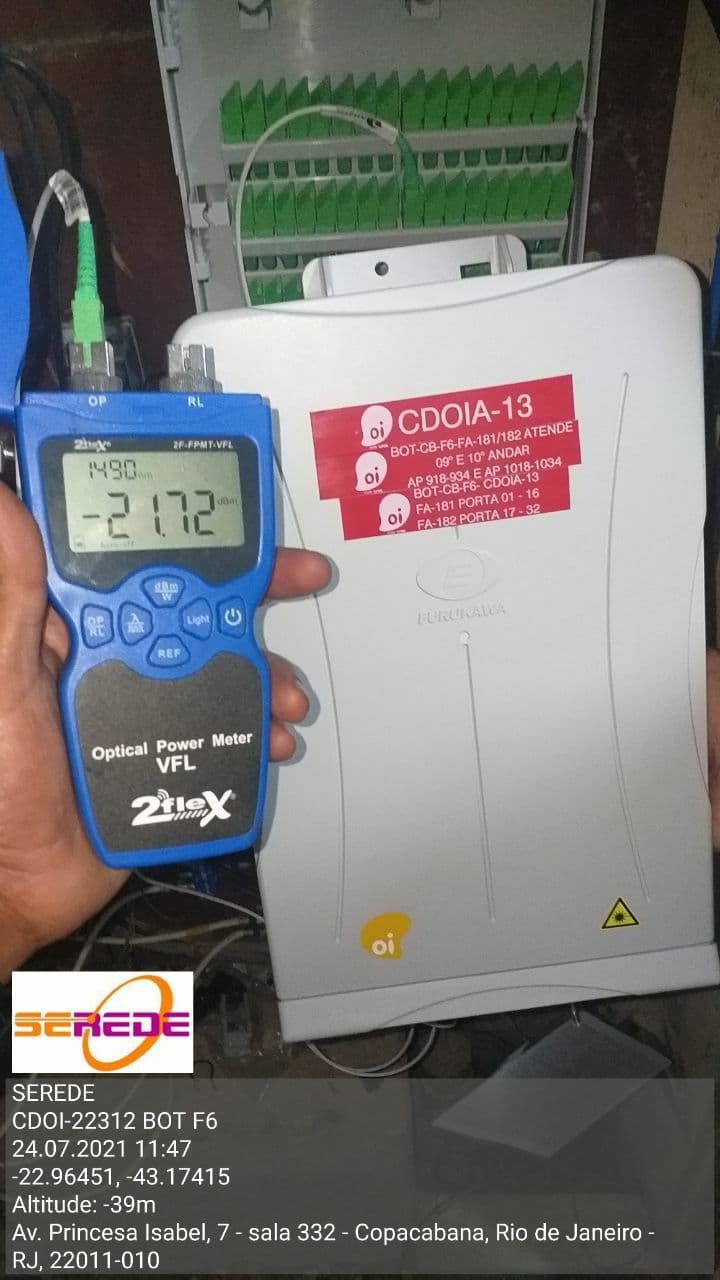 OP RL
2flex® 2F-FPMT-VFL
1490nm
-21.72 dBm
dBm
W
OP
RL
λ
Light
REF
Optical Power Meter
VFL
2flex®
oi CDOIA-13
BOT-CB-F6-FA-181/182 ATENDE
oi 09° E 10° ANDAR
AP 918-934 E AP 1018-1034
BOT-CB-F6- CDOIA-13
oi FA-181 PORTA 01 - 16
FA-182 PORTA 17 - 32
FURUKAWA
oi
SEREDE
SEREDE
CDOI-22312 BOT F6
24.07.2021 11:47
-22.96451, -43.17415
Altitude: -39m
Av. Princesa Isabel, 7 - sala 332 - Copacabana, Rio de Janeiro -
RJ, 22011-010